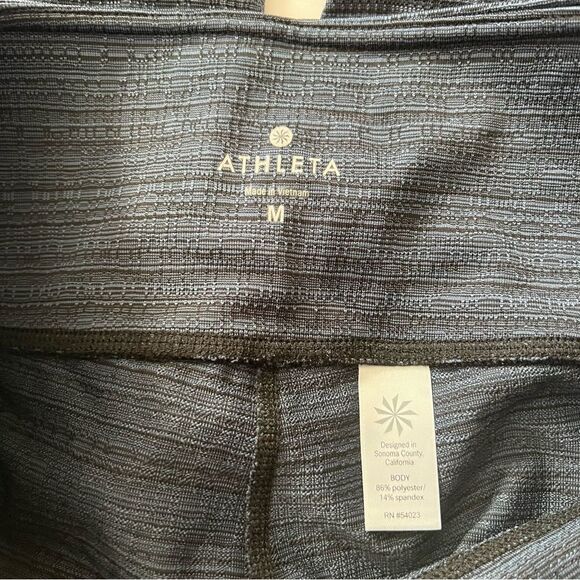 ATHLETA
Made in Vietnam
M
Designed in
Sonoma County,
California
BODY
86% polyester/
14% spandex
RN #54023